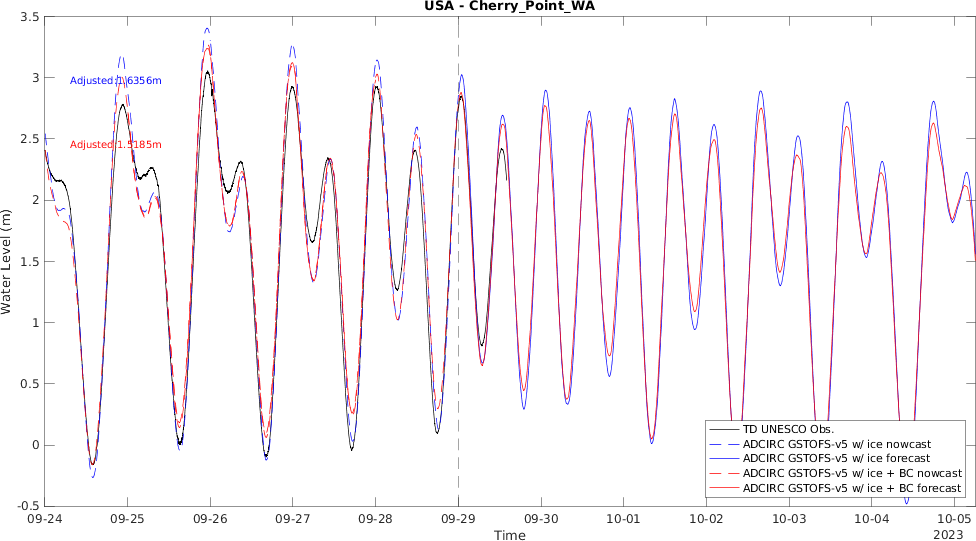 USA - Cherry_Point_WA
3.5
3
2.5
2
1.5
1
0.5
0
-0.5
Water Level (m)
Adjusted:1.6356m
Adjusted:1.5185m
TD UNESCO Obs.
ADCIRC GSTOFS-v5 w/ ice nowcast
ADCIRC GSTOFS-v5 w/ ice forecast
ADCIRC GSTOFS-v5 w/ ice + BC nowcast
ADCIRC GSTOFS-v5 w/ ice + BC forecast
09-24 09-25 09-26 09-27 09-28 09-29 09-30 10-01 10-02 10-03 10-04 10-05
Time
2023